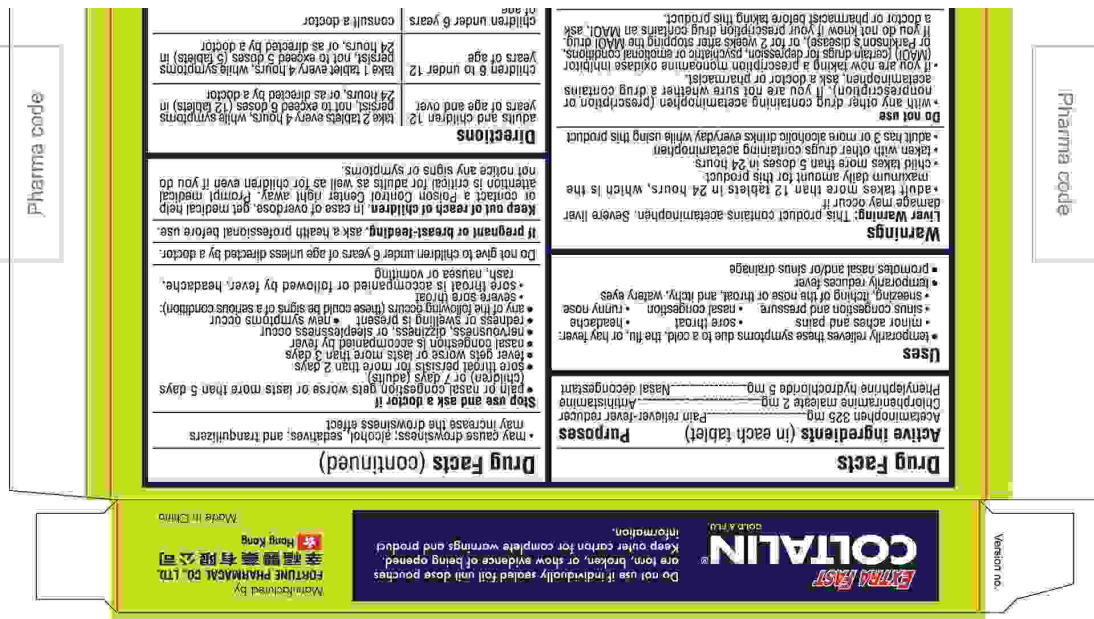 Version no.
EXTRA FAST
COLTALIN®
COLD & FLU
Do not use if individually sealed foil unit dose pouches
are torn, broken, or show evidence of being opened.
Keep outer carton for complete warnings and product
information.
Manufactured by
FORTUNE PHARMACAL CO., LTD.
幸福醫藥有限公司
Hong Kong
Made in China
Drug Facts
Active ingredients (in each tablet) Purposes
Acetaminophen 325 mg Pain reliever-fever reducer
Chlorpheniramine maleate 2 mg Antihistamine
Phenylephrine hydrochloride 5 mg Nasal decongestant
Uses
■ temporarily relieves these symptoms due to a cold, the flu, or hay fever:
• minor aches and pains • sore throat • headache
• sinus congestion and pressure • nasal congestion • runny nose
• sneezing, itching of the nose or throat, and itchy, watery eyes
■ temporarily reduces fever
■ promotes nasal and/or sinus drainage
Warnings
Liver Warning: This product contains acetaminophen. Severe liver
damage may occur if
• adult takes more than 12 tablets in 24 hours, which is the
maximum daily amount for this product
• child takes more than 5 doses in 24 hours
• taken with other drugs containing acetaminophen
• adult has 3 or more alcoholic drinks everyday while using this product
Do not use
• with any other drug containing acetaminophen (prescription or
nonprescription). If you are not sure whether a drug contains
acetaminophen, ask a doctor or pharmacist.
• if you are now taking a prescription monoamine oxidase inhibitor
(MAOI) [certain drugs for depression, psychiatric or emotional conditions,
or Parkinson's disease), or for 2 weeks after stopping the MAOI drug.
If you do not know if your prescription drug contains an MAOI, ask
a doctor or pharmacist before taking this product.
Drug Facts (continued)
• may cause drowsiness; alcohol, sedatives, and tranquilizers
may increase the drowsiness effect
Stop use and ask a doctor if
■ pain or nasal congestion gets worse or lasts more than 5 days
(children) or 7 days (adults)
■ sore throat persists for more than 2 days
■ fever gets worse or lasts more than 3 days
■ nasal congestion is accompanied by fever
■ nervousness, dizziness, or sleeplessness occur
■ redness or swelling is present ■ new symptoms occur
■ any of the following occurs (these could be signs of a serious condition):
• severe sore throat
• sore throat is accompanied or followed by fever, headache,
rash, nausea or vomiting
Do not give to children under 6 years of age unless directed by a doctor.
If pregnant or breast-feeding, ask a health professional before use.
Keep out of reach of children. In case of overdose, get medical help
or contact a Poison Control Center right away. Prompt medical
attention is critical for adults as well as for children even if you do
not notice any signs or symptoms.
Directions
adults and children 12 years of age and over
take 2 tablets every 4 hours, while symptoms
persist, not to exceed 6 doses (12 tablets) in
24 hours, or as directed by a doctor
children 6 to under 12
years of age
take 1 tablet every 4 hours, while symptoms
persist, not to exceed 5 doses (5 tablets) in
24 hours, or as directed by a doctor
children under 6 years
of age
consult a doctor
Pharma code
Pharma code